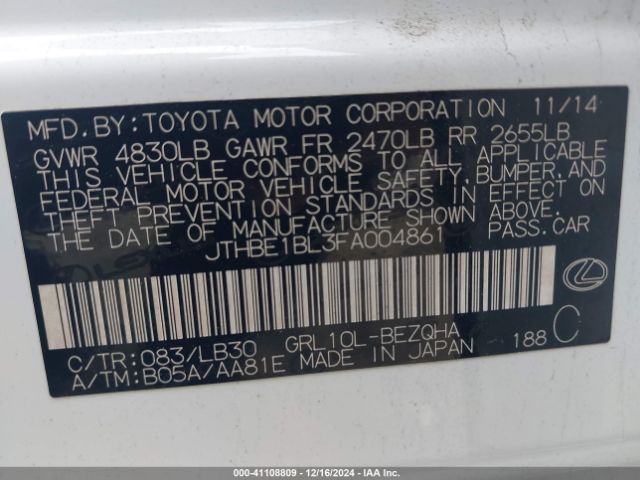 MFD. BY: TOYOTA MOTOR CORPORATION 11/14
GVWR 4830LB GAWR FR 2470LB RR 2655LB
THIS VEHICLE CONFORMS TO ALL APPLICABLE
FEDERAL MOTOR VEHICLE SAFETY, BUMPER, AND
THEFT PREVENTION STANDARDS IN EFFECT ON
THE DATE OF MANUFACTURE SHOWN ABOVE.
JTHBE1BL3FA004861 PASS. CAR
C/TR: 083/LB30 GRL10L-BEZQHA 188 C
A/TM: B05A/AA81E MADE IN JAPAN
000-41108809 / 12/16/2024 / IAA Inc.